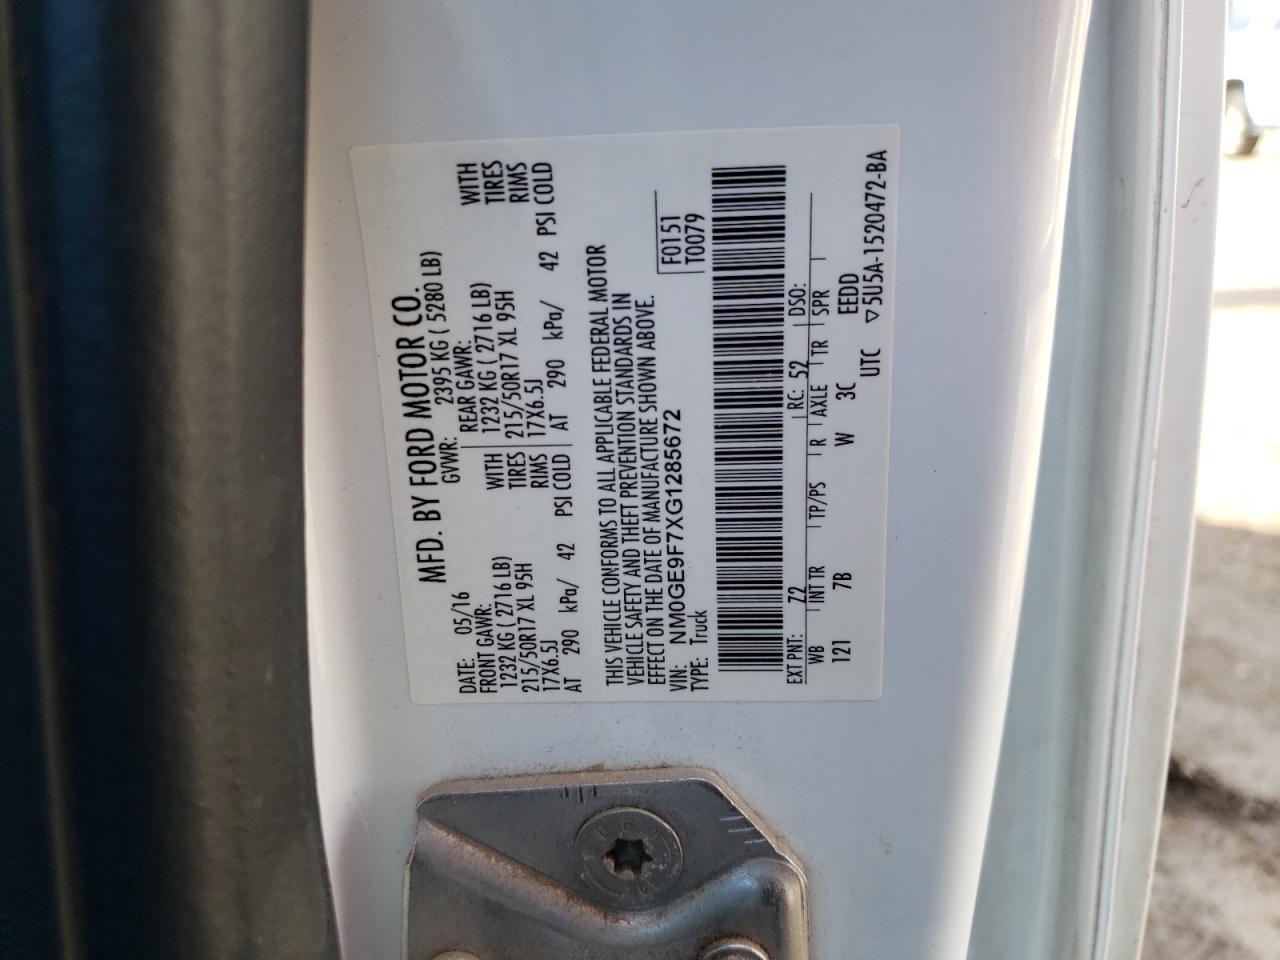 MFD. BY FORD MOTOR CO.
DATE: 05/16 GVWR: 2395 KG ( 5280 LB)
FRONT GAWR: REAR GAWR:
1232 KG ( 2716 LB) WITH 1232 KG ( 2716 LB) WITH
215/50R17 XL 95H TIRES 215/50R17 XL 95H TIRES
17X6.5J RIMS 17X6.5J RIMS
AT 290 kPa/ 42 PSI COLD AT 290 kPa/ 42 PSI COLD
THIS VEHICLE CONFORMS TO ALL APPLICABLE FEDERAL MOTOR
VEHICLE SAFETY AND THEFT PREVENTION STANDARDS IN
EFFECT ON THE DATE OF MANUFACTURE SHOWN ABOVE.
VIN: NM0GE9F7XG1285672 F0151
TYPE: Truck T0079
EXT PNT: Z2 RC: 52 DSO:
WB INT TR TP/PS R AXLE TR SPR
121 7B W 3C EEDD
UTC ▽5U5A-1520472-BA